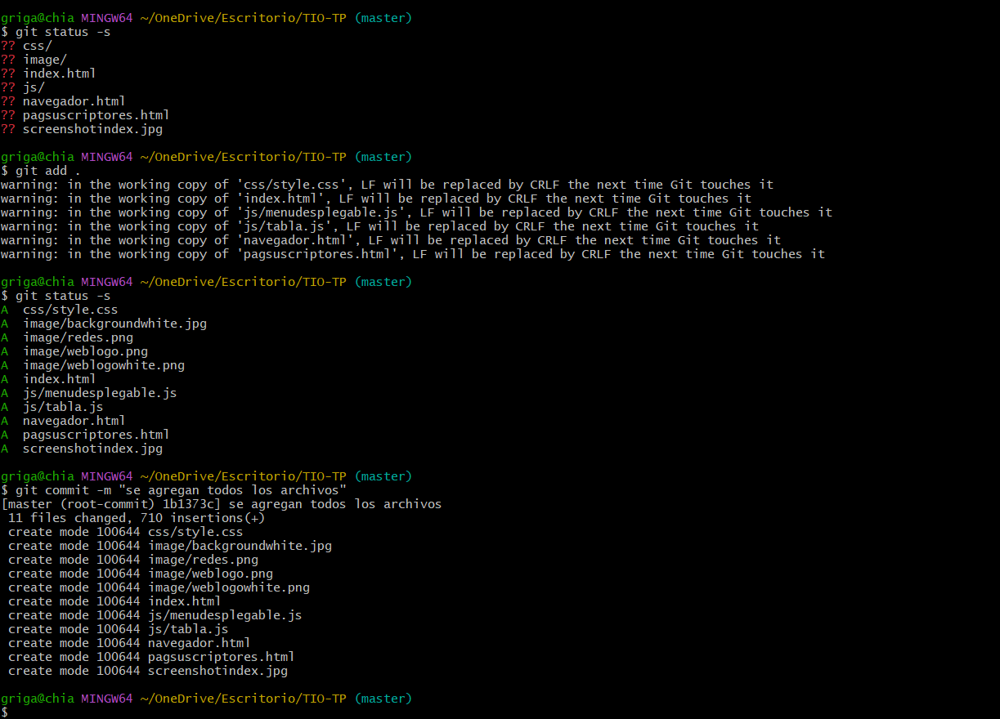 griga@chia MINGW64 ~/OneDrive/Escritorio/TIO-TP (master)
$ git status -s
?? css/
?? image/
?? index.html
?? js/
?? navegador.html
?? pagsuscriptores.html
?? screenshotindex.jpg
griga@chia MINGW64 ~/OneDrive/Escritorio/TIO-TP (master)
$ git add .
warning: in the working copy of 'css/style.css', LF will be replaced by CRLF the next time Git touches it
warning: in the working copy of 'index.html', LF will be replaced by CRLF the next time Git touches it
warning: in the working copy of 'js/menudesplegable.js', LF will be replaced by CRLF the next time Git touches it
warning: in the working copy of 'js/tabla.js', LF will be replaced by CRLF the next time Git touches it
warning: in the working copy of 'navegador.html', LF will be replaced by CRLF the next time Git touches it
warning: in the working copy of 'pagsuscriptores.html', LF will be replaced by CRLF the next time Git touches it
griga@chia MINGW64 ~/OneDrive/Escritorio/TIO-TP (master)
$ git status -s
A  css/style.css
A  image/backgroundwhite.jpg
A  image/redes.png
A  image/weblogo.png
A  image/weblogowhite.png
A  index.html
A  js/menudesplegable.js
A  js/tabla.js
A  navegador.html
A  pagsuscriptores.html
A  screenshotindex.jpg
griga@chia MINGW64 ~/OneDrive/Escritorio/TIO-TP (master)
$ git commit -m "se agregan todos los archivos"
[master (root-commit) 1b1373c] se agregan todos los archivos
 11 files changed, 710 insertions(+)
 create mode 100644 css/style.css
 create mode 100644 image/backgroundwhite.jpg
 create mode 100644 image/redes.png
 create mode 100644 image/weblogo.png
 create mode 100644 image/weblogowhite.png
 create mode 100644 index.html
 create mode 100644 js/menudesplegable.js
 create mode 100644 js/tabla.js
 create mode 100644 navegador.html
 create mode 100644 pagsuscriptores.html
 create mode 100644 screenshotindex.jpg
griga@chia MINGW64 ~/OneDrive/Escritorio/TIO-TP (master)
$